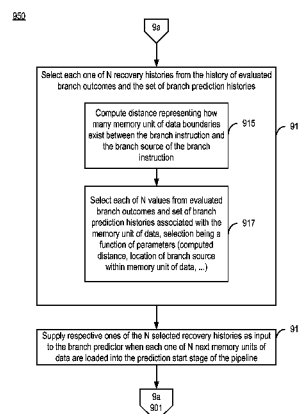 950
9a
Select each one of N recovery histories from the history of evaluated
branch outcomes and the set of branch prediction histories
Compute distance representing how
many memory unit of data boundaries
exist between the branch instruction and
the branch source of the branch
instruction
915
91
Select each of N values from evaluated
branch outcomes and set of branch
prediction histories associated with the
memory unit of data, selection being a
function of parameters (computed
distance, location of branch source
within memory unit of data, ...)
917
Supply respective ones of the N selected recovery histories as input
to the branch predictor when each one of N next memory units of
data are loaded into the prediction start stage of the pipeline
91
9a
901